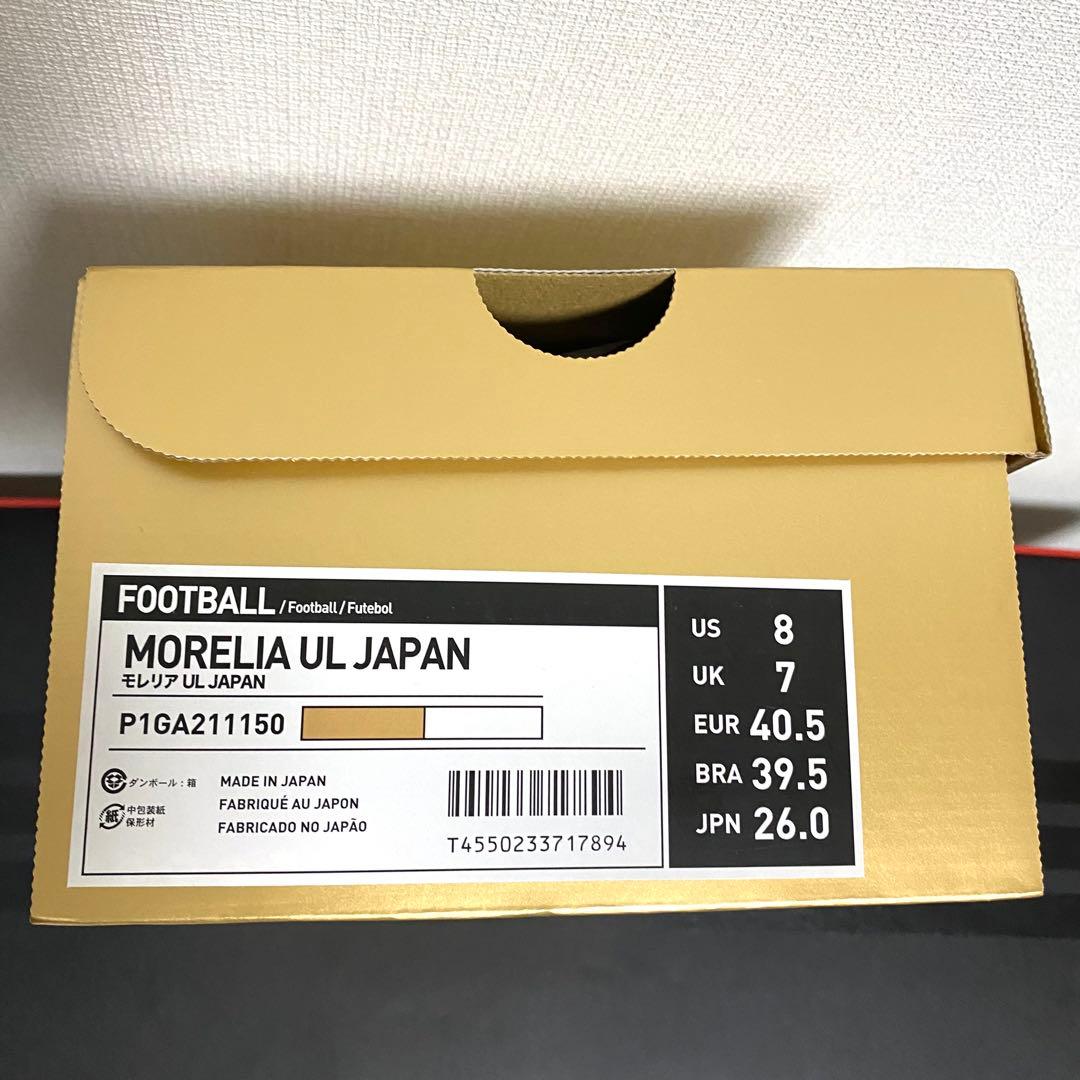 FOOTBALL /Football/Futebol
MORELIA UL JAPAN
モレリア UL JAPAN
P1GA211150
ダンボール：箱
紙
中包装紙
保形材
MADE IN JAPAN
FABRIQUÉ AU JAPON
FABRICADO NO JAPÃO
T4550233717894
US 8
UK 7
EUR 40.5
BRA 39.5
JPN 26.0